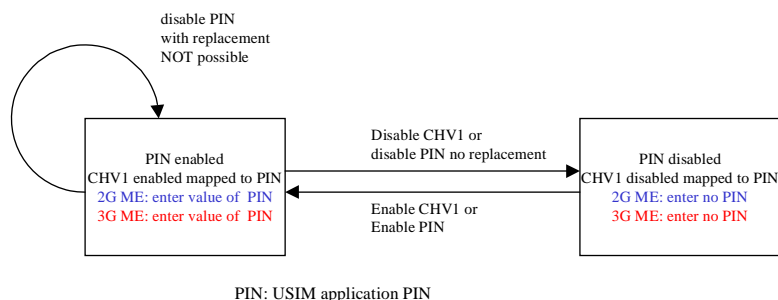 disable PIN
with replacement
NOT possible
PIN enabled
CHV1 enabled mapped to PIN
2G ME: enter value of PIN
3G ME: enter value of PIN
Disable CHV1 or
disable PIN no replacement
Enable CHV1 or
Enable PIN
PIN disabled
CHV1 disabled mapped to PIN
2G ME: enter no PIN
3G ME: enter no PIN
PIN: USIM application PIN